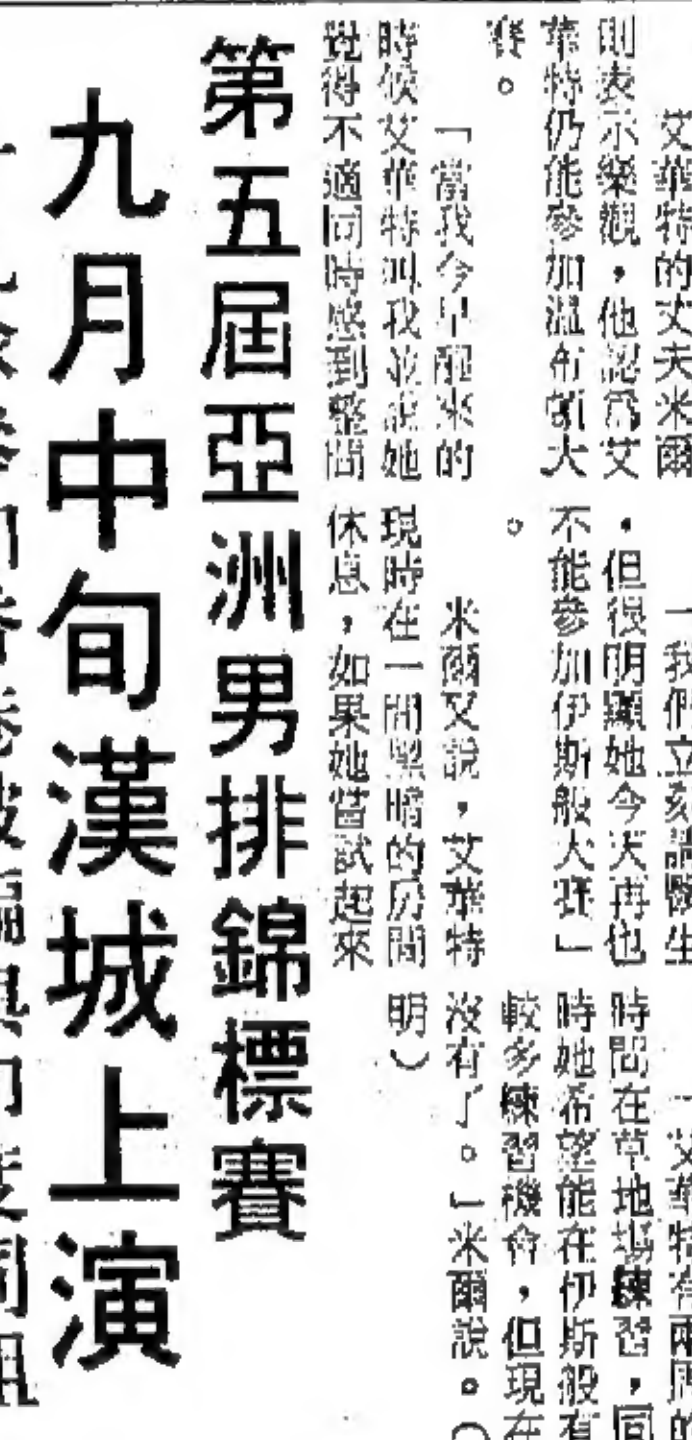 艾華特的丈夫米爾
則表示樂觀，他認爲艾
華特仍能參加溫布頓大
賽。
「當我今早醒來的
時候艾華特叫我並說她
覺得不適同時感到整間
「我們立刻請醫生
，但很明顯她今天再也
不能參加伊斯般大賽」
。
米爾又說，艾華特
現時在一間黑暗的房間
休息，如果她嘗試起來
「艾華特有兩周的
時間在草地場練習，同
時她希望能在伊斯般有
較多練習機會，但現在
沒有了。」米爾說。（
明）
第五屆亞洲男排錦標賽
九月中旬漢城上演